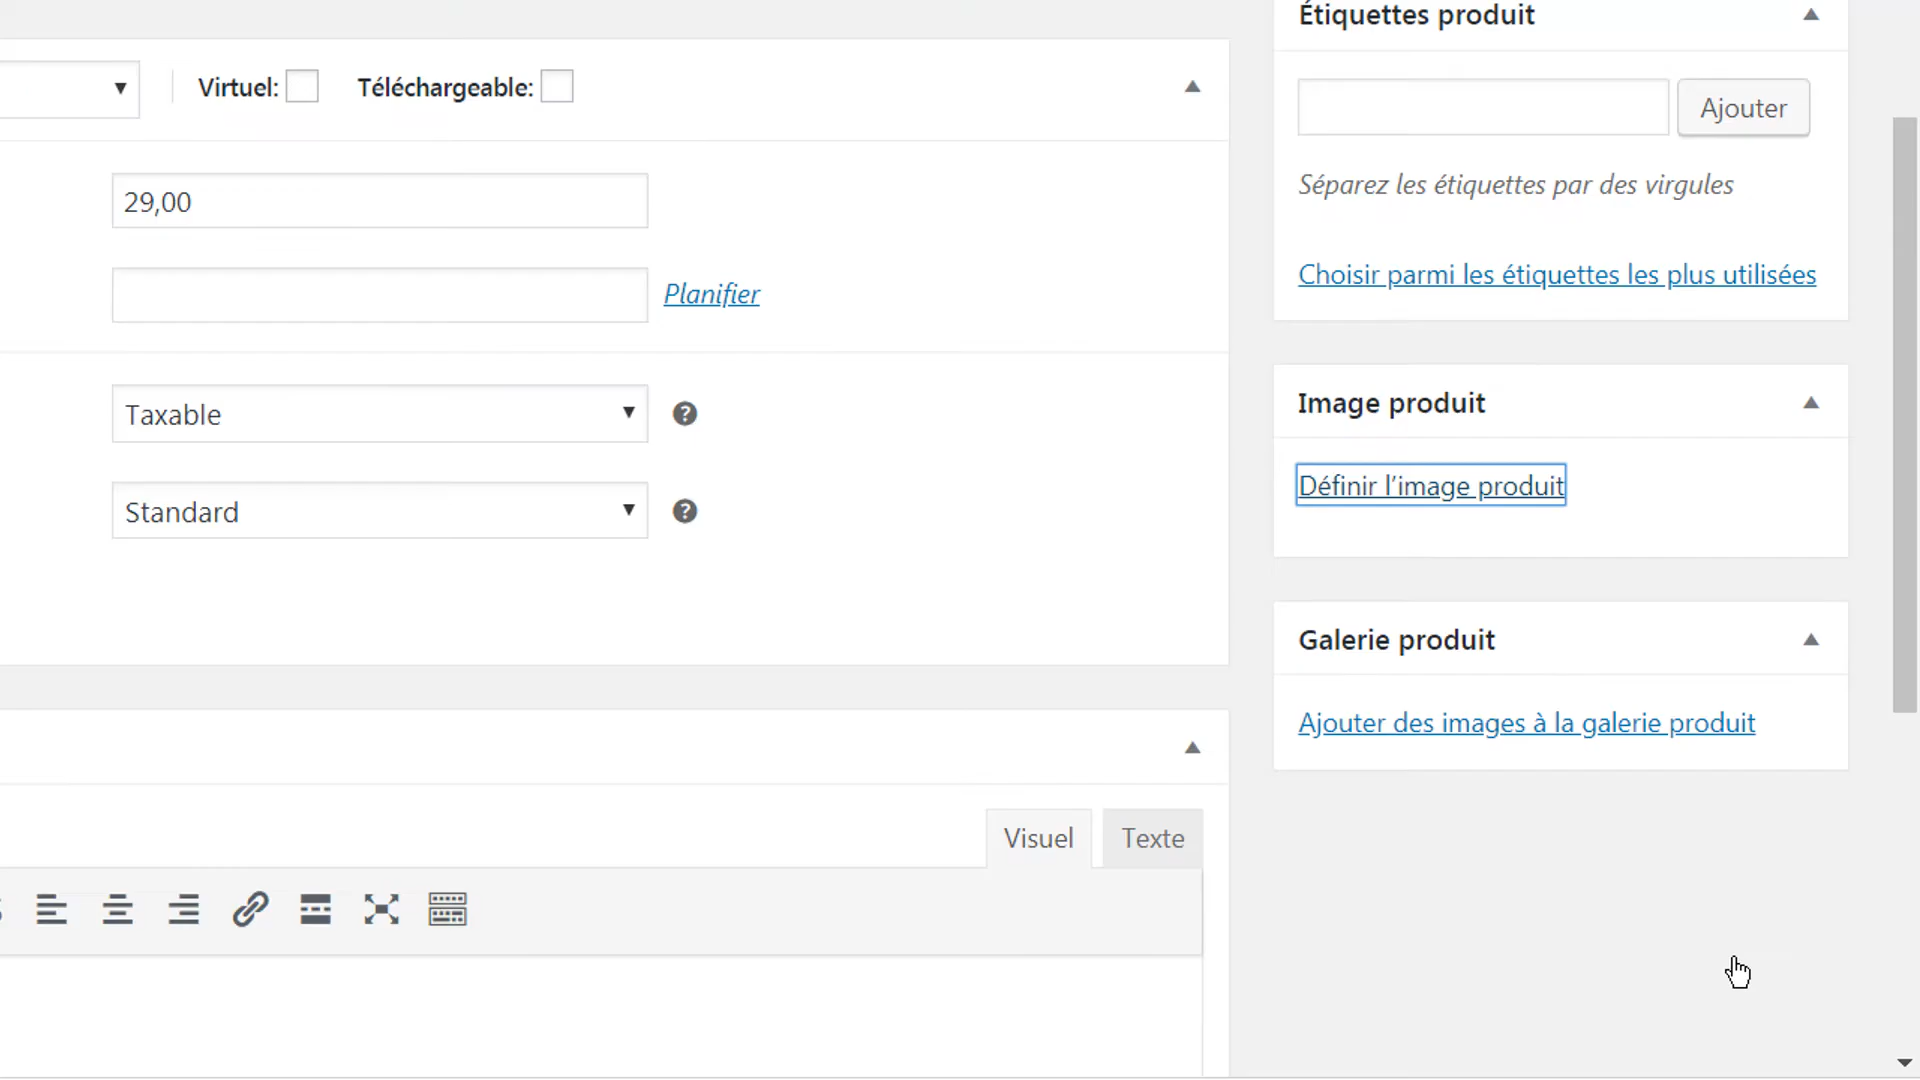 Virtuel:
Téléchargeable:
29,00
Planifier
Taxable
Standard
Visuel
Texte
Étiquettes produit
Ajouter
Séparez les étiquettes par des virgules
Choisir parmi les étiquettes les plus utilisées
Image produit
Définir l’image produit
Galerie produit
Ajouter des images à la galerie produit